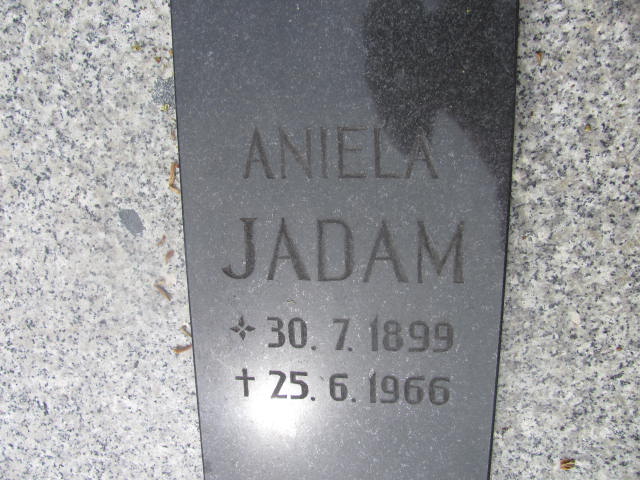 ANIELA
JADAM
✧ 30. 7. 1899
† 25. 6. 1966